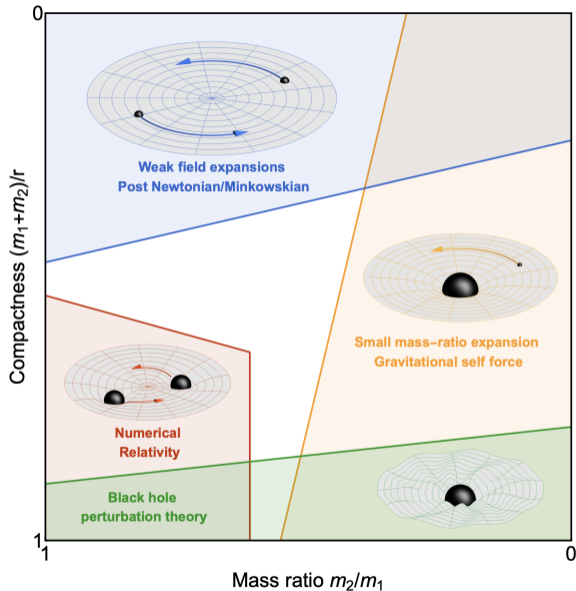 0
Weak field expansions
Post Newtonian/Minkowskian
Compactness (m₁+m₂)/r
Small mass–ratio expansion
Gravitational self force
Numerical
Relativity
Black hole
perturbation theory
1
1
0
Mass ratio m₂/m₁